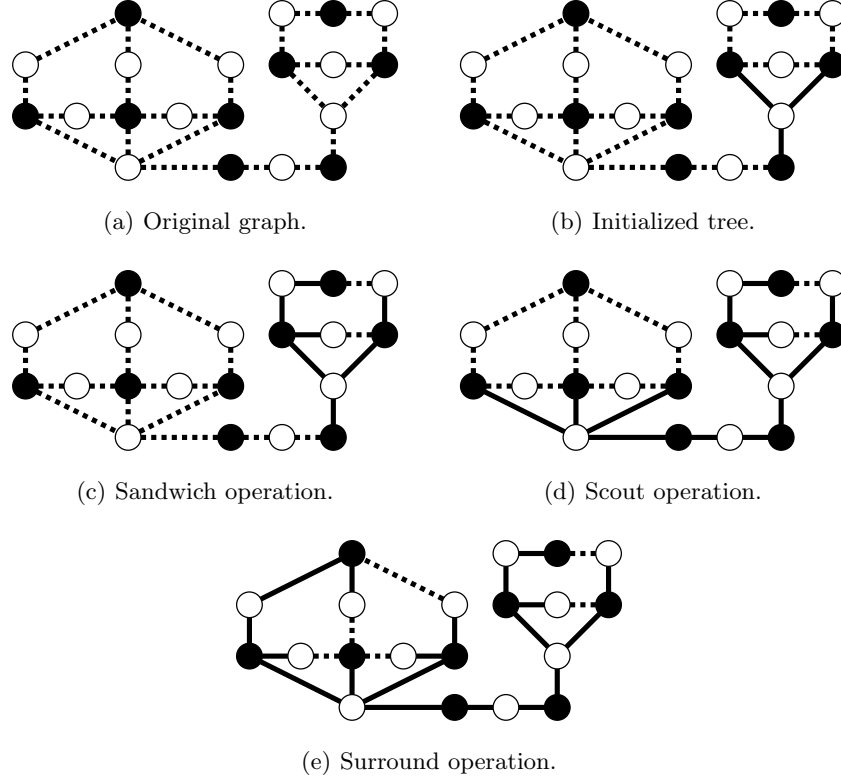 (a) Original graph.
(b) Initialized tree.
(c) Sandwich operation.
(d) Scout operation.
(e) Surround operation.